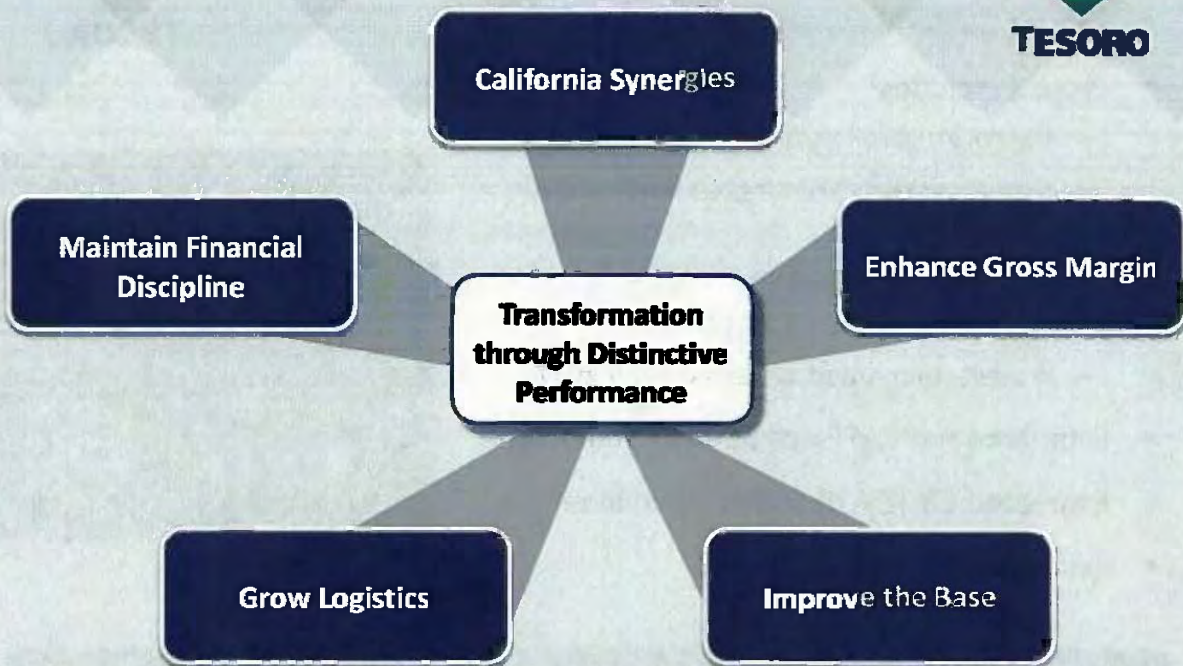 TESORO
California Synergies
Maintain Financial
Discipline
Enhance Gross Margin
Transformation
through Distinctive
Performance
Grow Logistics
Improve the Base